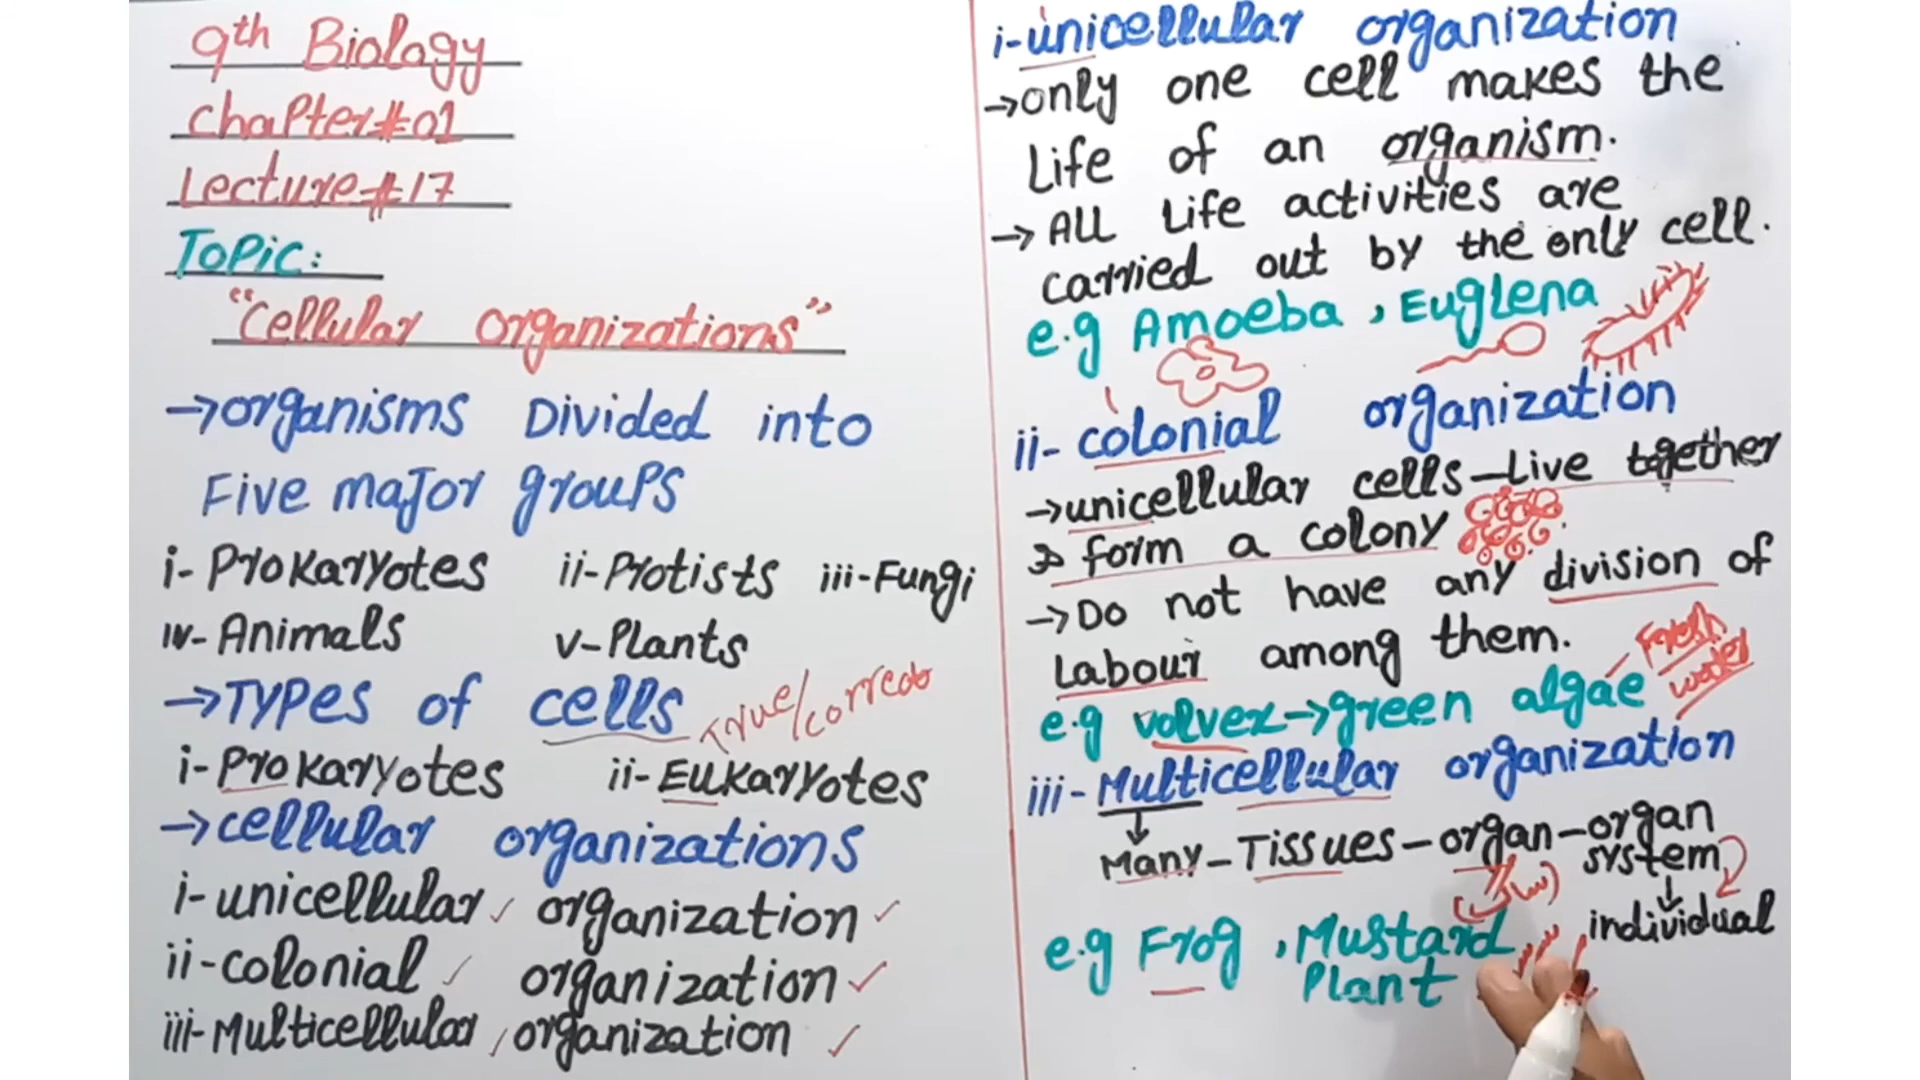 9th Biology
Chapter#01
Lecture#17
Topic:
"Cellular organizations"
→organisms Divided into
Five major groups
i-Prokaryotes ii-Protists iii-Fungi
iv-Animals v-Plants
→Types of cells True/correct
i-Prokaryotes ii-Eukaryotes
→cellular organizations
i-unicellular organization
ii-colonial organization
iii-Multicellular organization
i-unicellular organization
→only one cell makes the
Life of an organism.
→All Life activities are
carried out by the only cell.
e.g Amoeba, Euglena
ii-colonial organization
→unicellular cells-Live together
→form a colony
→Do not have any division of
Labour among them.
Fresh
water
e.g volvex→green algae
iii-Multicellular organization
Many-Tissues-organ-organ
system
individual
e.g Frog, Mustard
Plant